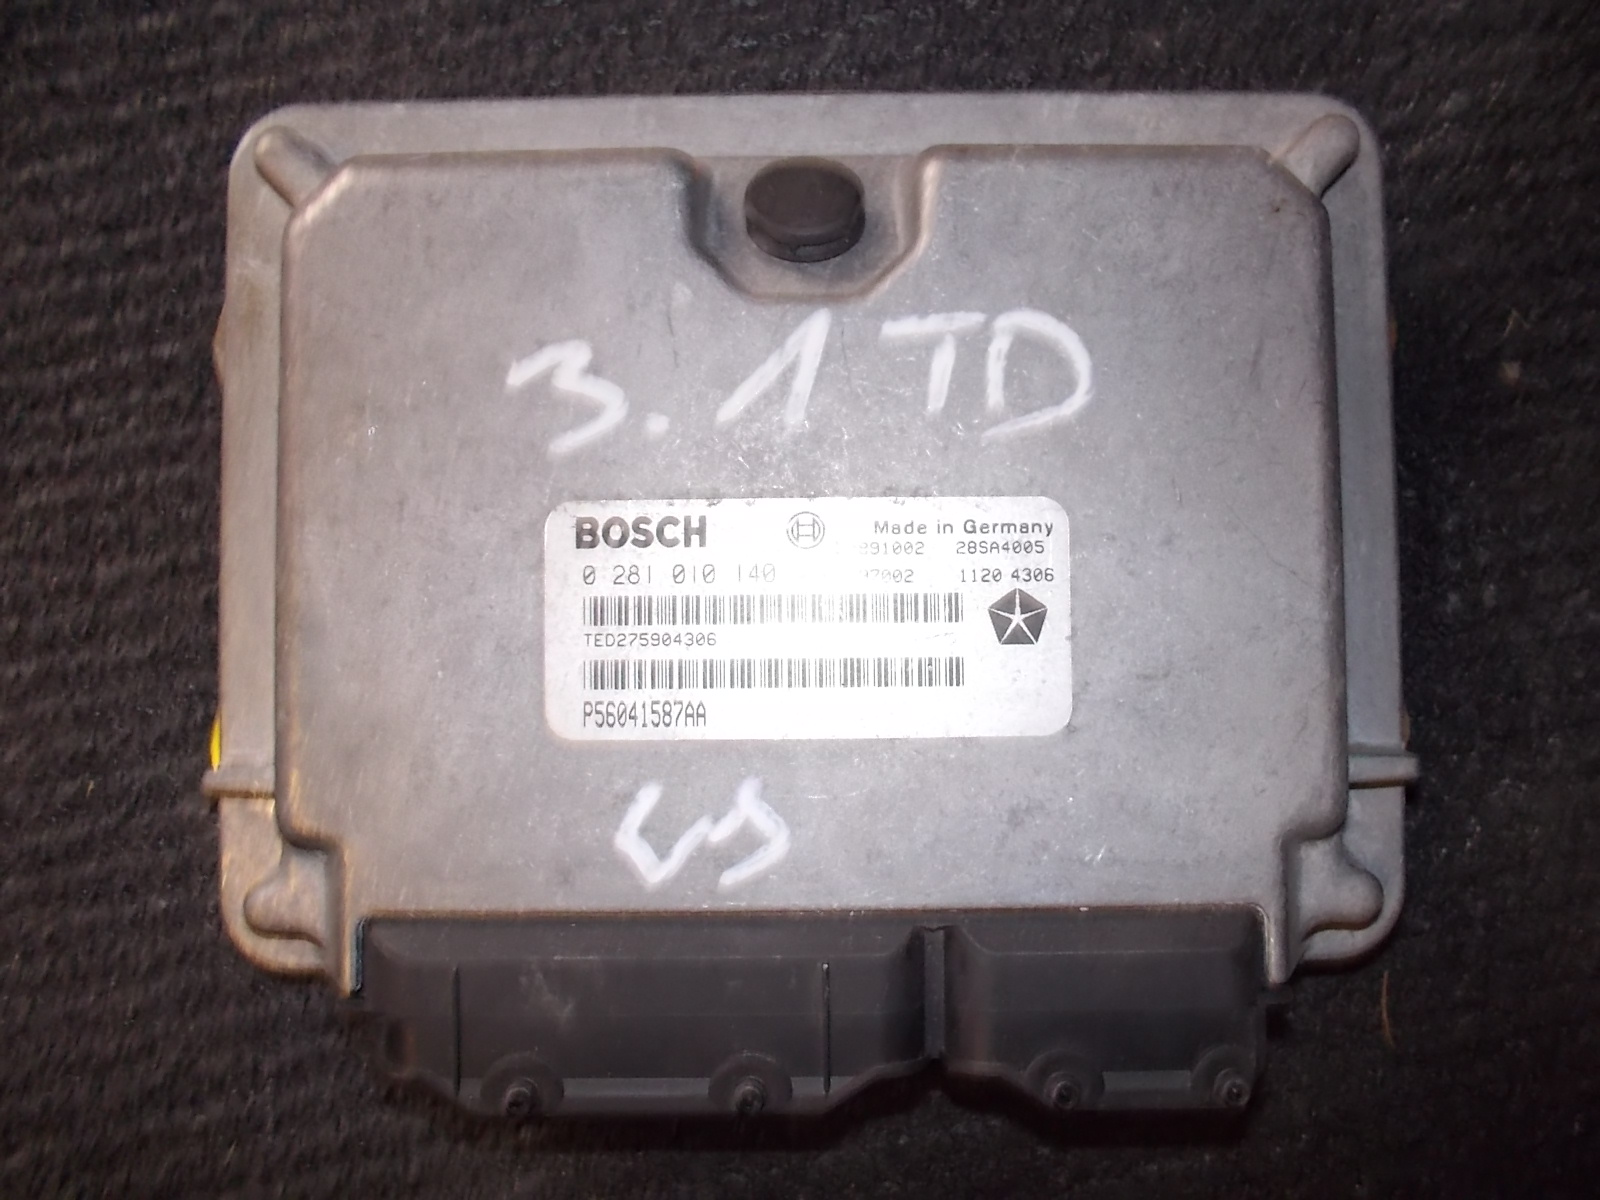 3.1 TD
BOSCH Made in Germany
28SA4005
0 281 010 140 1120 4306
TED275904306
P56041587AA